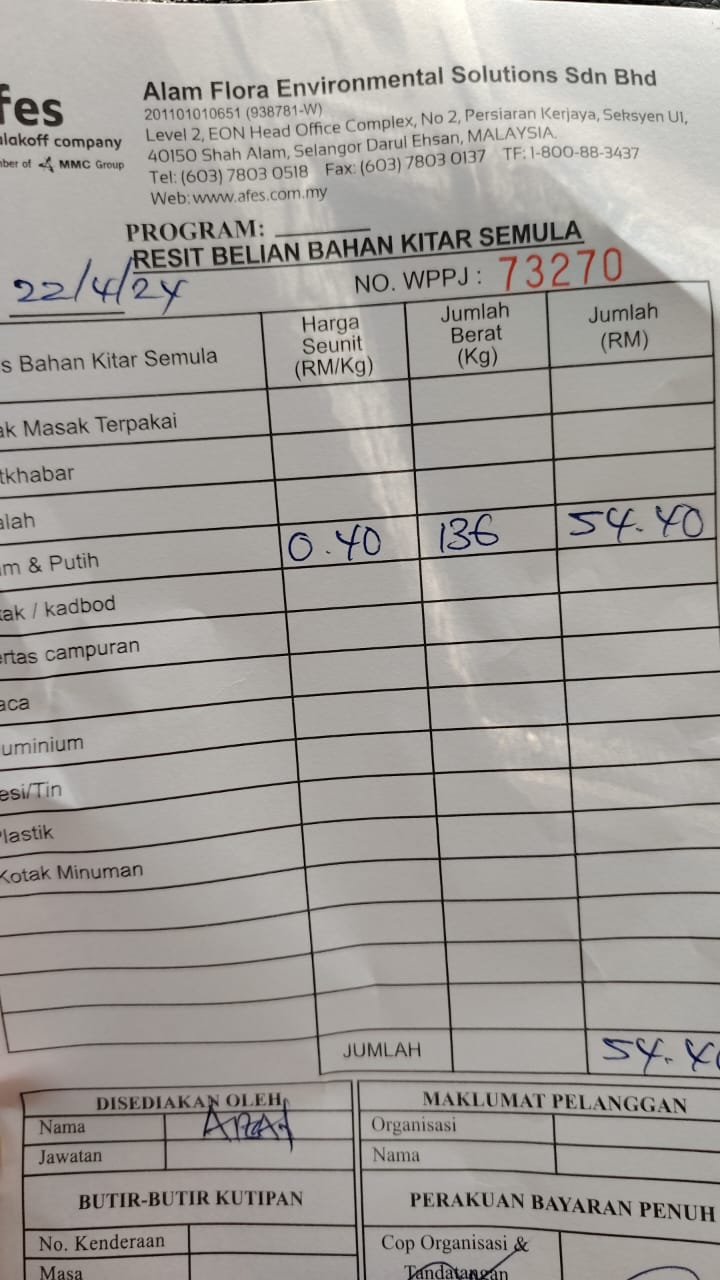 fes
alakoff company
nber of MMC Group
Alam Flora Environmental Solutions Sdn Bhd
201101010651 (938781-W)
Level 2, EON Head Office Complex, No 2, Persiaran Kerjaya, Seksyen U1,
40150 Shah Alam, Selangor Darul Ehsan, MALAYSIA.
Tel: (603) 7803 0518 Fax: (603) 7803 0137 TF: 1-800-88-3437
Web: www.afes.com.my
PROGRAM:
RESIT BELIAN BAHAN KITAR SEMULA
22/4/24
NO. WPPJ : 73270
s Bahan Kitar Semula Harga Seunit (RM/Kg) Jumlah Berat (Kg) Jumlah (RM)
ak Masak Terpakai
tkhabar
alah
m & Putih 0.40 136 54.40
tak / kadbod
ertas campuran
aca
uminium
esi/Tin
Plastik
Kotak Minuman
JUMLAH 54.40
DISEDIAKAN OLEH
Nama
Jawatan
MAKLUMAT PELANGGAN
Organisasi
Nama
BUTIR-BUTIR KUTIPAN
No. Kenderaan
Masa
PERAKUAN BAYARAN PENUH
Cop Organisasi &
Tandatangan